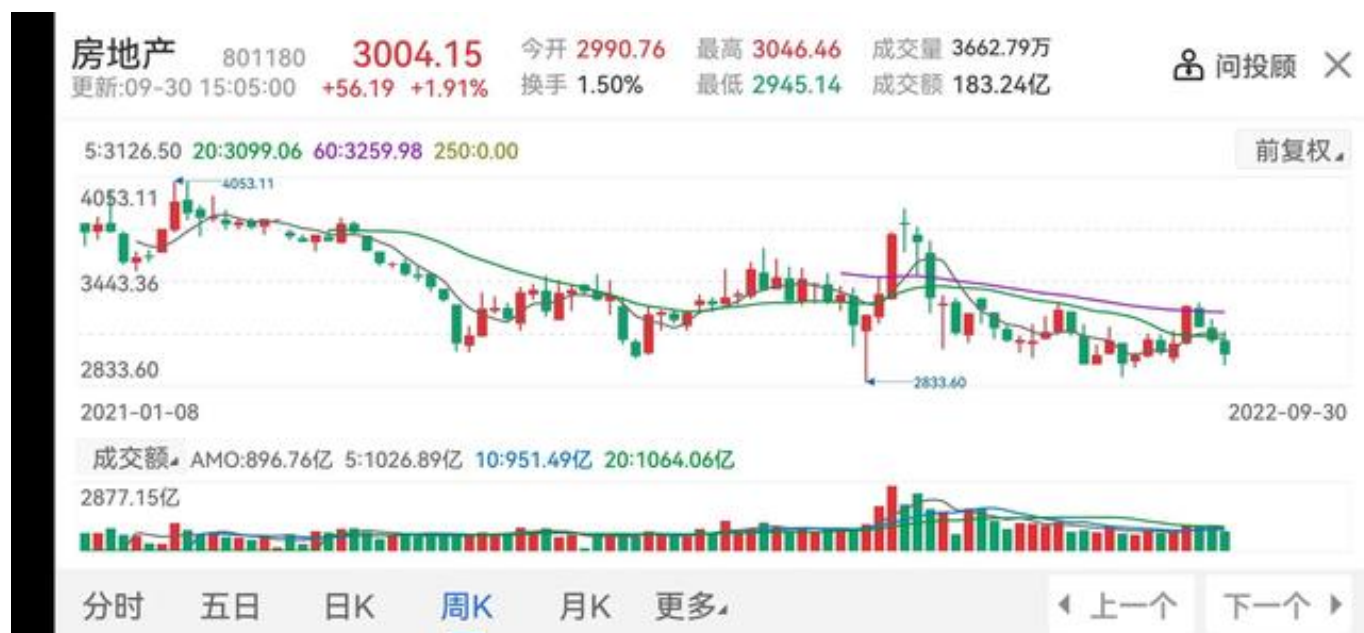 房地产 801180 3004.15 今开 2990.76 最高 3046.46 成交量 3662.79万 问投顾
更新:09-30 15:05:00 +56.19 +1.91% 换手 1.50% 最低 2945.14 成交额 183.24亿
5:3126.50 20:3099.06 60:3259.98 250:0.00 前复权
4053.11
4053.11
3443.36
2833.60
2833.60
2021-01-08 2022-09-30
成交额 AMO:896.76亿 5:1026.89亿 10:951.49亿 20:1064.06亿
2877.15亿
分时 五日 日K 周K 月K 更多 上一个 下一个